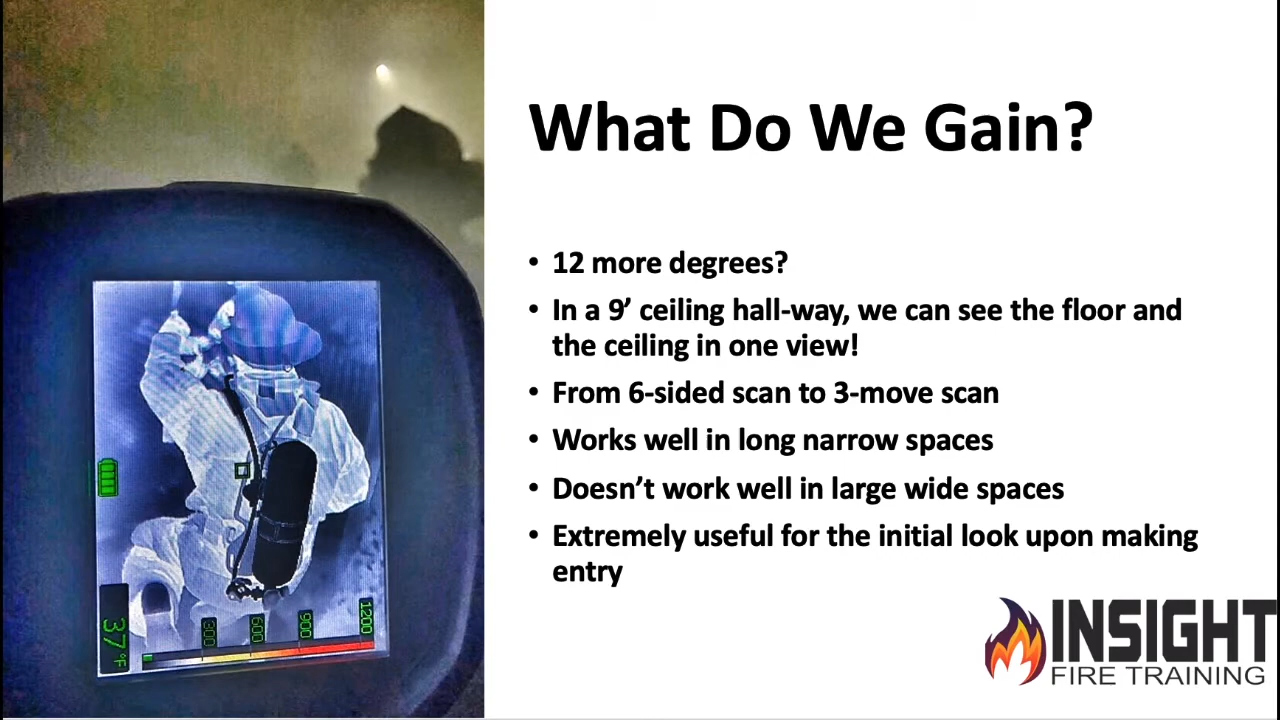 What Do We Gain?
• 12 more degrees?
• In a 9’ ceiling hall-way, we can see the floor and
the ceiling in one view!
• From 6-sided scan to 3-move scan
• Works well in long narrow spaces
• Doesn’t work well in large wide spaces
• Extremely useful for the initial look upon making
entry
37°F
300
600
900
1200
INSIGHT
FIRE TRAINING